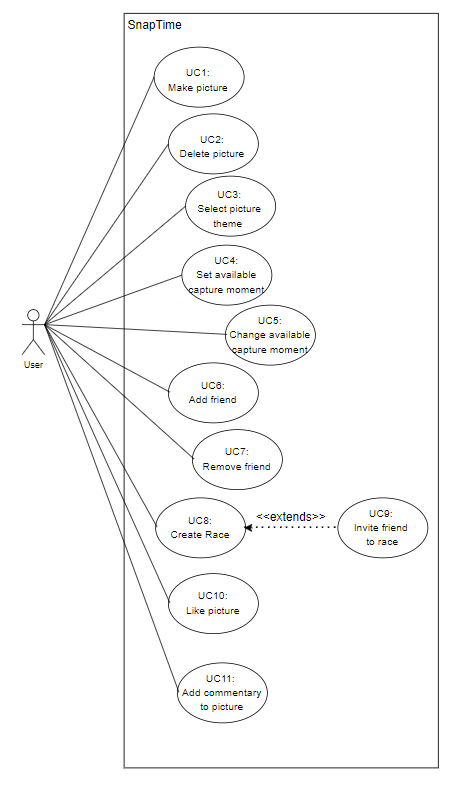 SnapTime
UC1:
Make picture
UC2:
Delete picture
UC3:
Select picture
theme
UC4:
Set available
capture moment
UC5:
Change available
capture moment
User
UC6:
Add friend
UC7:
Remove friend
UC8:
Create Race
<<extends>>
UC9:
Invite friend
to race
UC10:
Like picture
UC11:
Add commentary
to picture